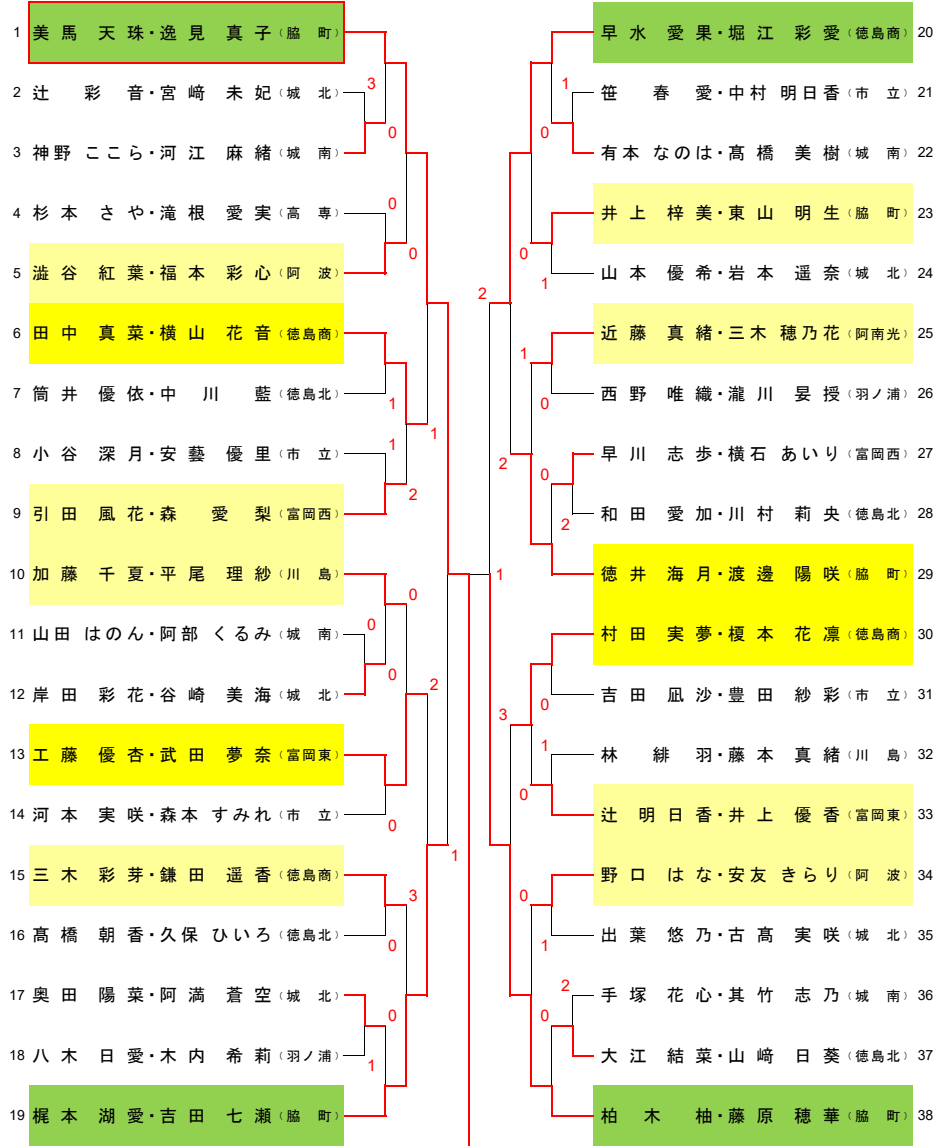 1 美馬 天珠・逸見 真子（脇 町）
2 辻 彩音・宮﨑 未妃（城 北）
3 神野 ここら・河江 麻緒（城 南）
4 杉本 さや・滝根 愛実（高 専）
5 澁谷 紅葉・福本 彩心（阿 波）
6 田中 真菜・横山 花音（徳島商）
7 筒井 優依・中川 藍（徳島北）
8 小谷 深月・安藝 優里（市 立）
9 引田 風花・森 愛梨（富岡西）
10 加藤 千夏・平尾 理紗（川 島）
11 山田 はのん・阿部 くるみ（城 南）
12 岸田 彩花・谷崎 美海（城 北）
13 工藤 優杏・武田 夢奈（富岡東）
14 河本 実咲・森本 すみれ（市 立）
15 三木 彩芽・鎌田 遥香（徳島商）
16 髙橋 朝香・久保 ひいろ（徳島北）
17 奥田 陽菜・阿満 蒼空（城 北）
18 八木 日愛・木内 希莉（羽ノ浦）
19 梶本 湖愛・吉田 七瀬（脇 町）
3
0
0
0
1
1
2
1
0
0
0
2
0
3
0
0
1
1
早水 愛果・堀江 彩愛（徳島商） 20
笹 春愛・中村 明日香（市 立） 21
有本 なのは・髙橋 美樹（城 南） 22
井上 梓美・東山 明生（脇 町） 23
山本 優希・岩本 遥奈（城 北） 24
近藤 真緒・三木 穂乃花（阿南光） 25
西野 唯織・瀧川 晏授（羽ノ浦） 26
早川 志歩・横石 あいり（富岡西） 27
和田 愛加・川村 莉央（徳島北） 28
徳井 海月・渡邊 陽咲（脇 町） 29
村田 実夢・榎本 花凛（徳島商） 30
吉田 凪沙・豊田 紗彩（市 立） 31
林 緋羽・藤本 真緒（川 島） 32
辻 明日香・井上 優香（富岡東） 33
野口 はな・安友 きらり（阿 波） 34
出葉 悠乃・古髙 実咲（城 北） 35
手塚 花心・其竹 志乃（城 南） 36
大江 結菜・山﨑 日葵（徳島北） 37
柏木 柚・藤原 穂華（脇 町） 38
1
0
0
1
2
1
0
2
0
2
1
0
3
1
0
0
1
2
0